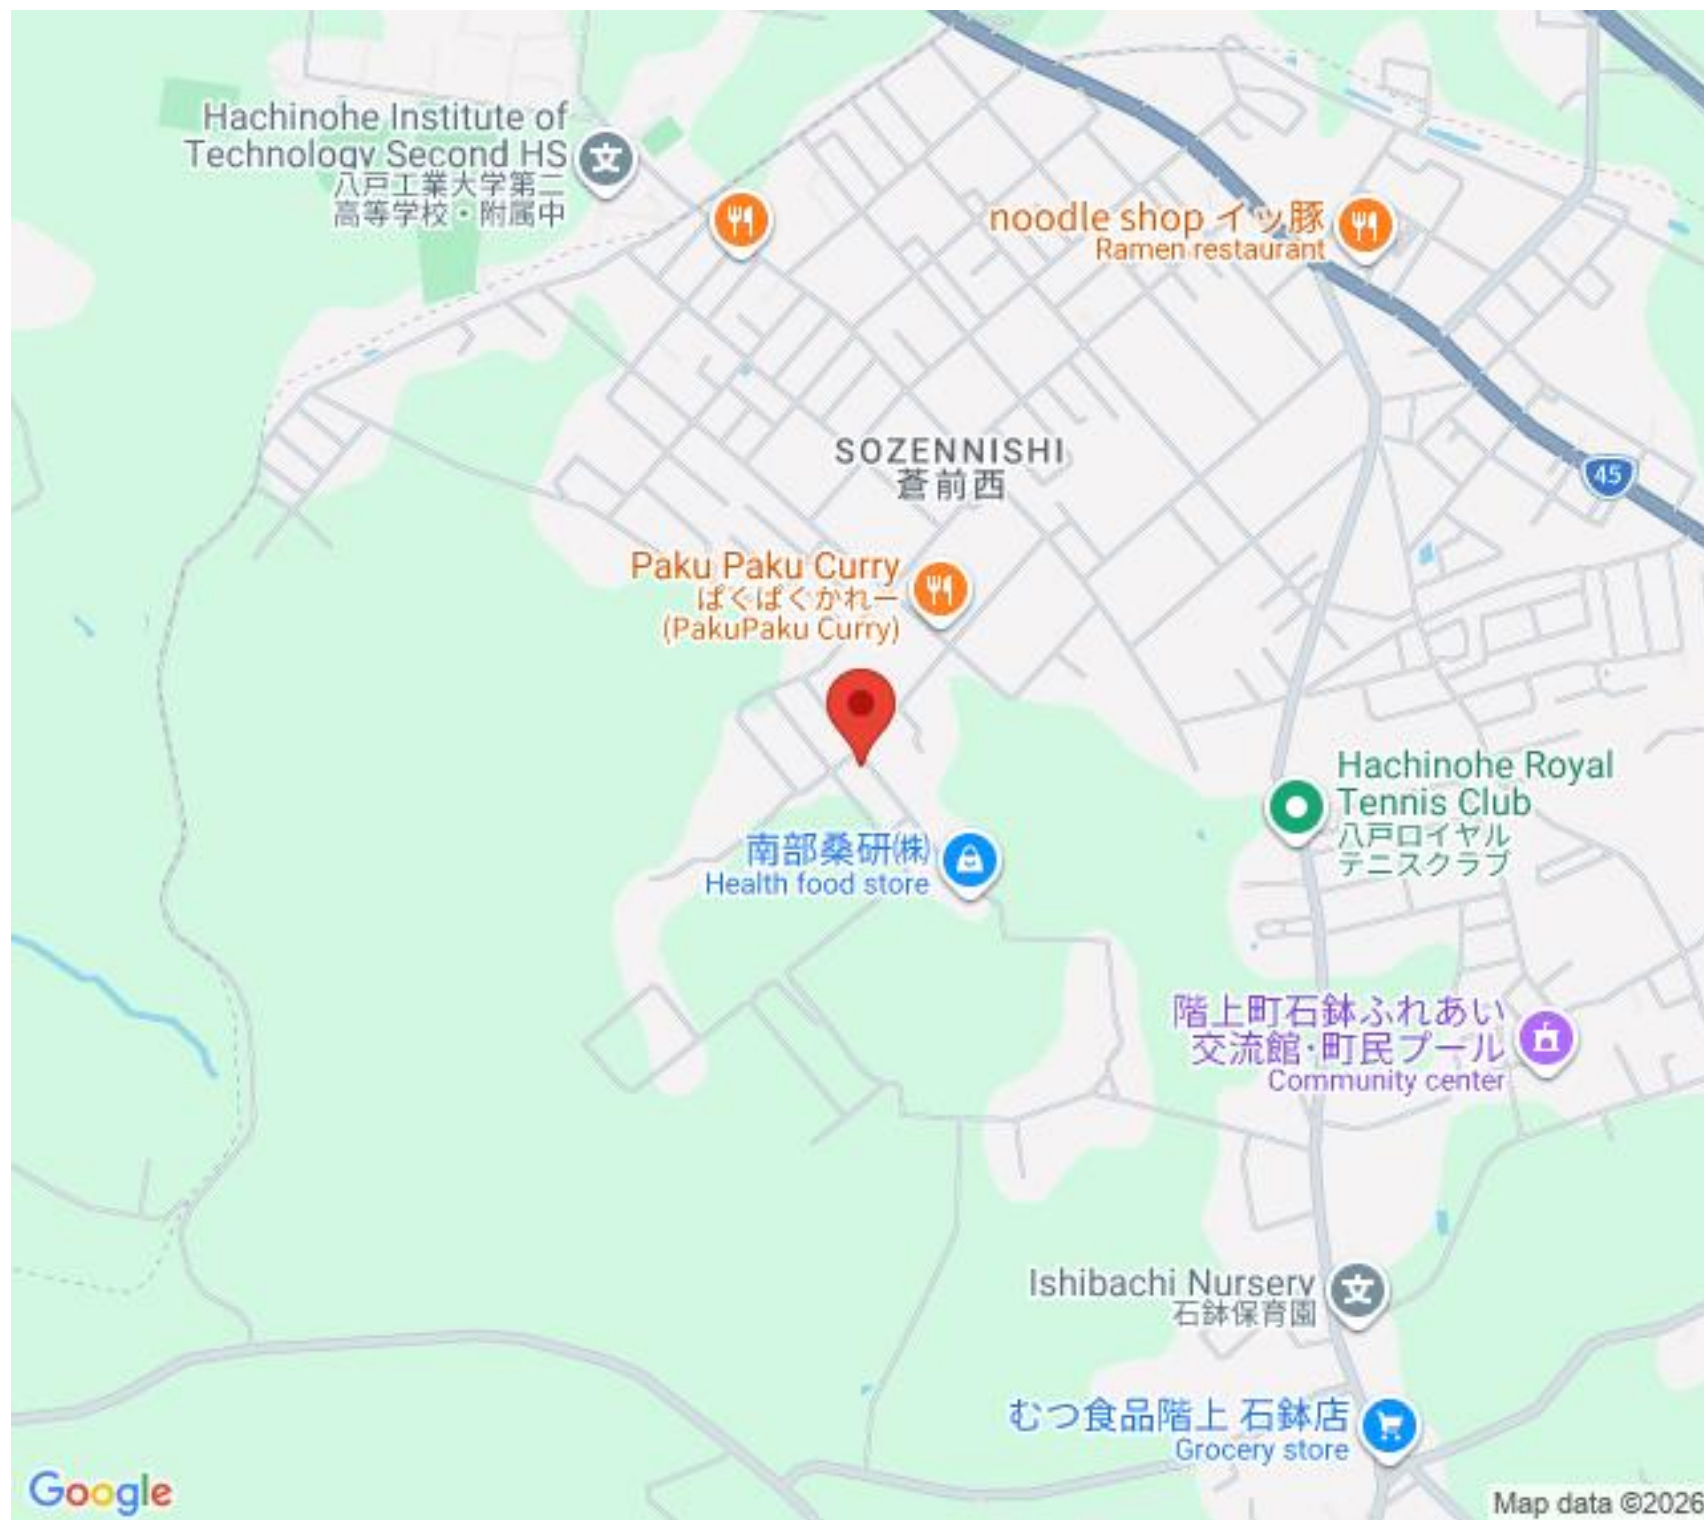 Hachinohe Institute of
Technology Second HS
八戸工業大学第二
高等学校・附属中
noodle shop イッ豚
Ramen restaurant
SOZENNISHI
蒼前西
45
Paku Paku Curry
ぱくぱくかれー
(PakuPaku Curry)
Hachinohe Royal
Tennis Club
八戸ロイヤル
テニスクラブ
南部桑研㈱
Health food store
階上町石鉢ふれあい
交流館·町民プール
Community center
Ishibachi Nursery
石鉢保育園
むつ食品階上 石鉢店
Grocery store
Google
Map data ©2026